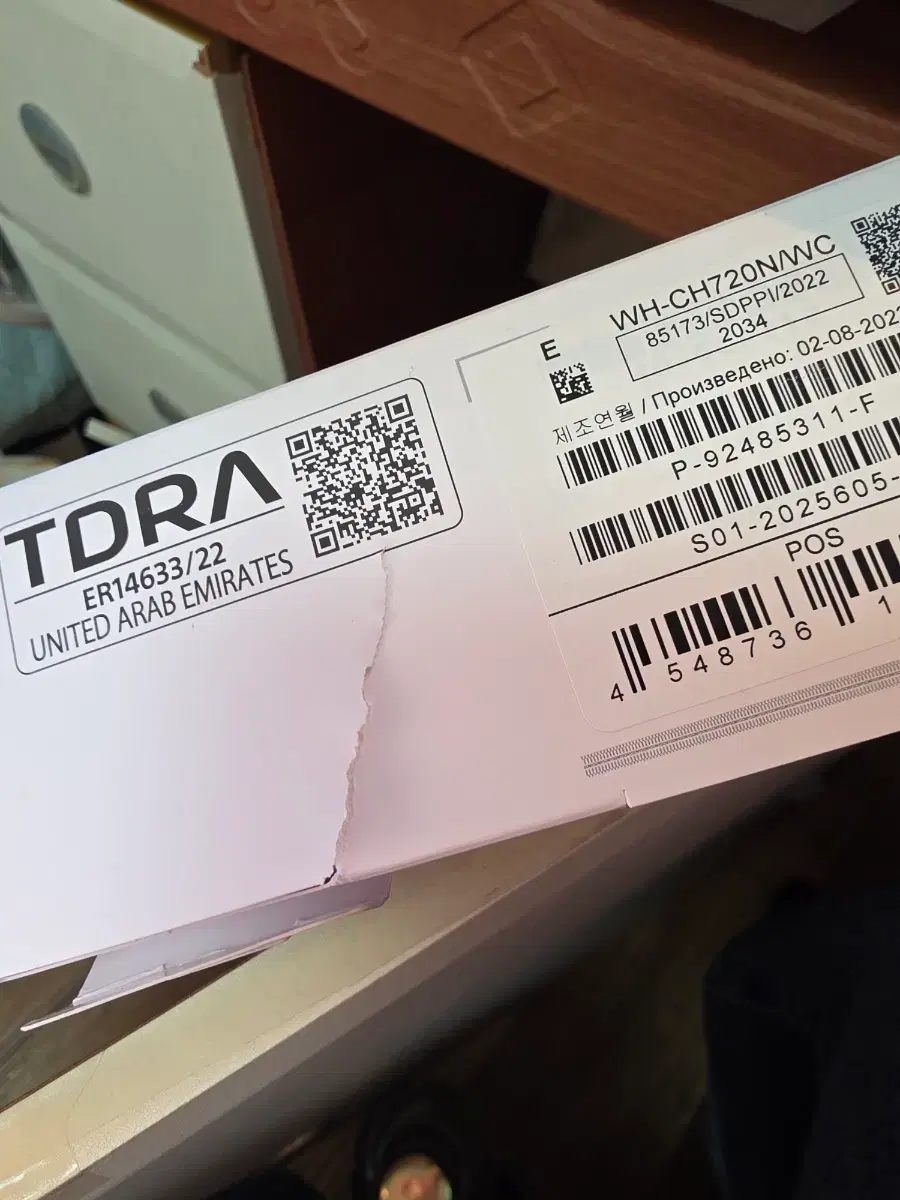 TDRA
ER14633/22
UNITED ARAB EMIRATES
WH-CH720N/WC
85173/SDPPI/2022
2034
E
제조연월 / Произведено: 02-08-202
P-92485311-F
S01-2025605-
POS
4 548736 1